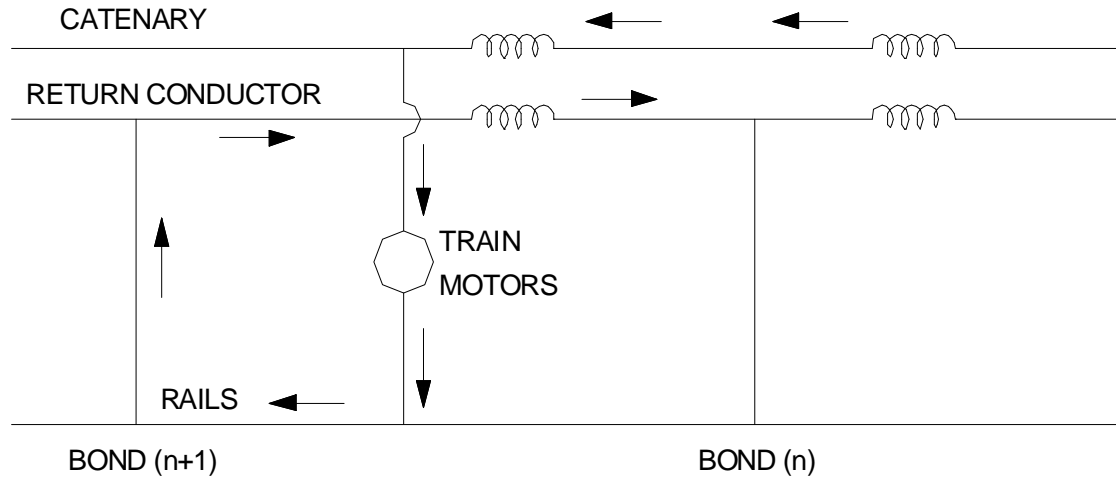 CATENARY
RETURN CONDUCTOR
TRAIN
MOTORS
RAILS
BOND (n+1)
BOND (n)